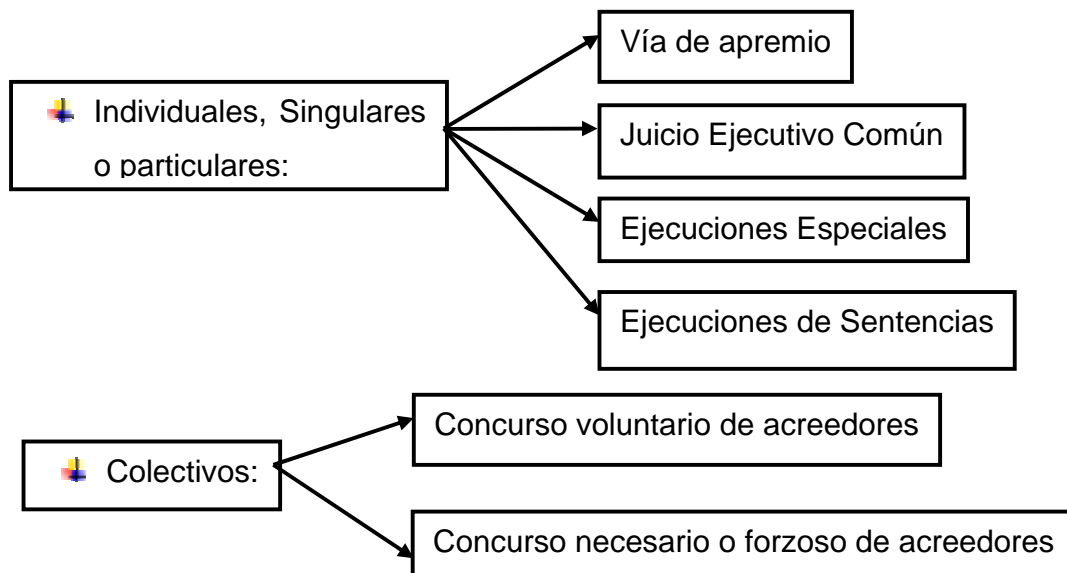 Individuales, Singulares
o particulares:
Vía de apremio
Juicio Ejecutivo Común
Ejecuciones Especiales
Ejecuciones de Sentencias
Colectivos:
Concurso voluntario de acreedores
Concurso necesario o forzoso de acreedores